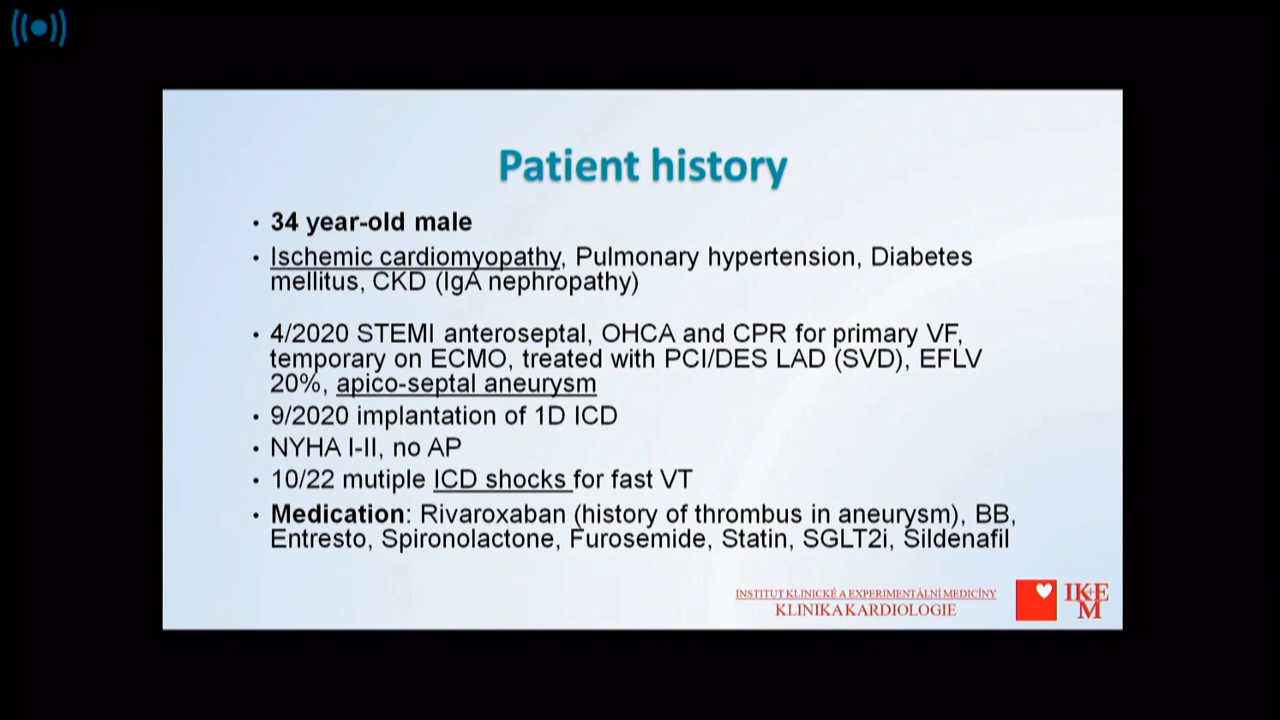 Patient history
• 34 year-old male
• Ischemic cardiomyopathy, Pulmonary hypertension, Diabetes
mellitus, CKD (IgA nephropathy)
• 4/2020 STEMI anteroseptal, OHCA and CPR for primary VF,
temporary on ECMO, treated with PCI/DES LAD (SVD), EFLV
20%, apico-septal aneurysm
• 9/2020 implantation of 1D ICD
• NYHA I-II, no AP
• 10/22 mutiple ICD shocks for fast VT
• Medication: Rivaroxaban (history of thrombus in aneurysm), BB,
Entresto, Spironolactone, Furosemide, Statin, SGLT2i, Sildenafil
INSTITUT KLINICKÉ A EXPERIMENTÁLNÍ MEDICÍNY
KLINIKA KARDIOLOGIE
IK+E
M